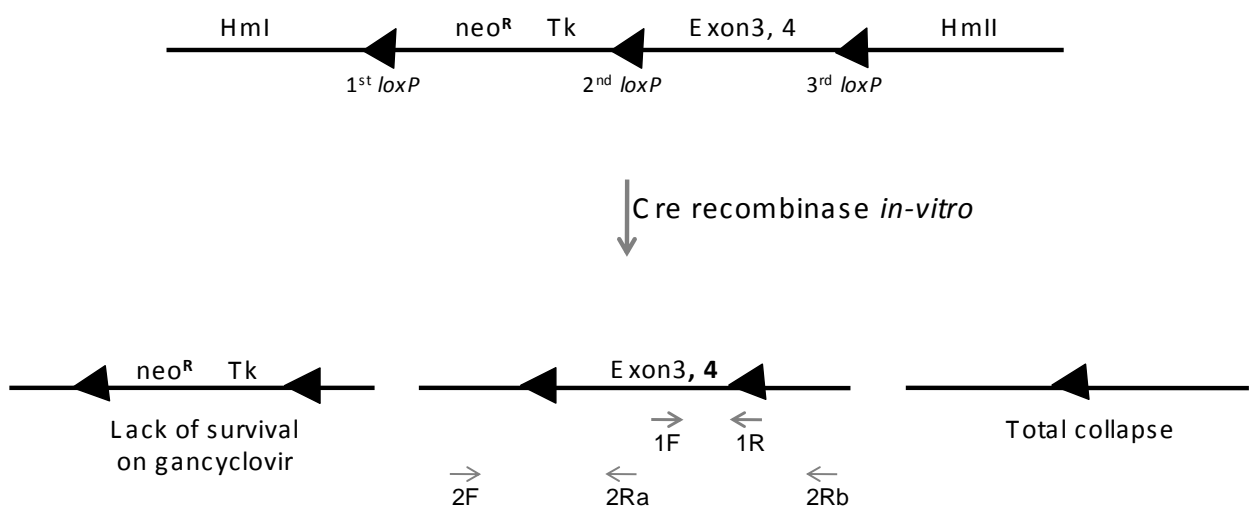 HmI neoᴿ Tk Exon3, 4 HmII
1ˢᵗ loxP 2ⁿᵈ loxP 3ʳᵈ loxP
Cre recombinase in-vitro
neoᴿ Tk Exon3, 4
Lack of survival
on gancyclovir
1F 1R
Total collapse
2F 2Ra 2Rb